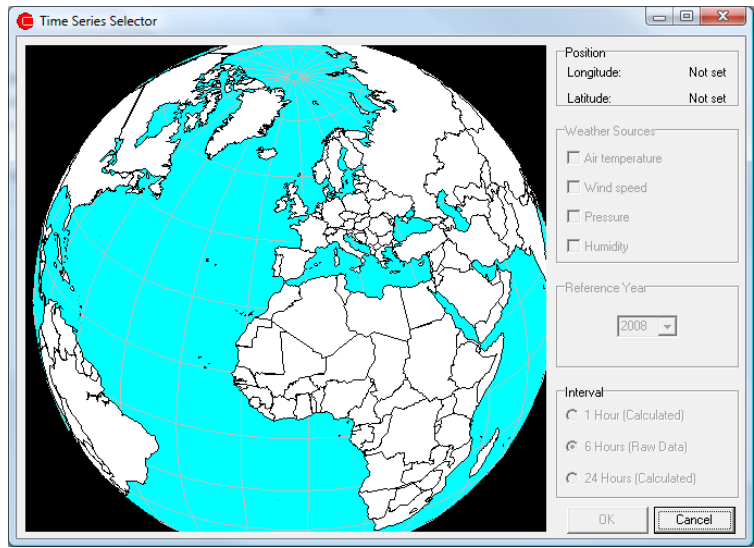 Time Series Selector
Position
Longitude: Not set
Latitude: Not set
Weather Sources
Air temperature
Wind speed
Pressure
Humidity
Reference Year
2008
Interval
1 Hour (Calculated)
6 Hours (Raw Data)
24 Hours (Calculated)
OK Cancel